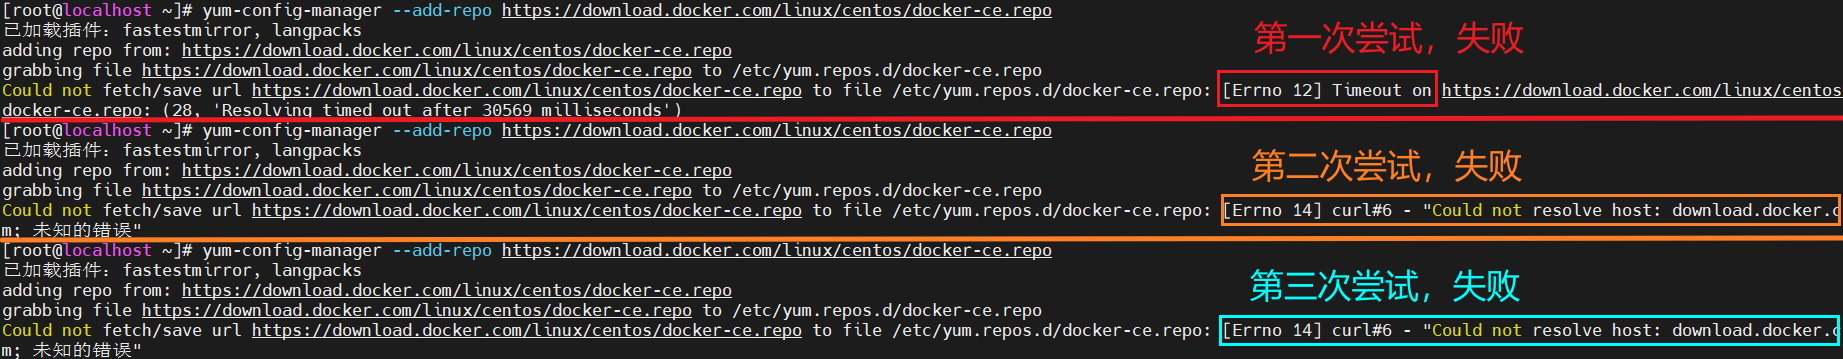 [root@localhost ~]# yum-config-manager --add-repo https://download.docker.com/linux/centos/docker-ce.repo
已加载插件：fastestmirror, langpacks
adding repo from: https://download.docker.com/linux/centos/docker-ce.repo
第一次尝试，失败
grabbing file https://download.docker.com/linux/centos/docker-ce.repo to /etc/yum.repos.d/docker-ce.repo
Could not fetch/save url https://download.docker.com/linux/centos/docker-ce.repo to file /etc/yum.repos.d/docker-ce.repo: [Errno 12] Timeout on https://download.docker.com/linux/centos
docker-ce.repo: (28, 'Resolving timed out after 30569 milliseconds')
[root@localhost ~]# yum-config-manager --add-repo https://download.docker.com/linux/centos/docker-ce.repo
已加载插件：fastestmirror, langpacks
adding repo from: https://download.docker.com/linux/centos/docker-ce.repo
第二次尝试，失败
grabbing file https://download.docker.com/linux/centos/docker-ce.repo to /etc/yum.repos.d/docker-ce.repo
Could not fetch/save url https://download.docker.com/linux/centos/docker-ce.repo to file /etc/yum.repos.d/docker-ce.repo: [Errno 14] curl#6 - "Could not resolve host: download.docker.c
m; 未知的错误"
[root@localhost ~]# yum-config-manager --add-repo https://download.docker.com/linux/centos/docker-ce.repo
已加载插件：fastestmirror, langpacks
adding repo from: https://download.docker.com/linux/centos/docker-ce.repo
第三次尝试，失败
grabbing file https://download.docker.com/linux/centos/docker-ce.repo to /etc/yum.repos.d/docker-ce.repo
Could not fetch/save url https://download.docker.com/linux/centos/docker-ce.repo to file /etc/yum.repos.d/docker-ce.repo: [Errno 14] curl#6 - "Could not resolve host: download.docker.c
m; 未知的错误"